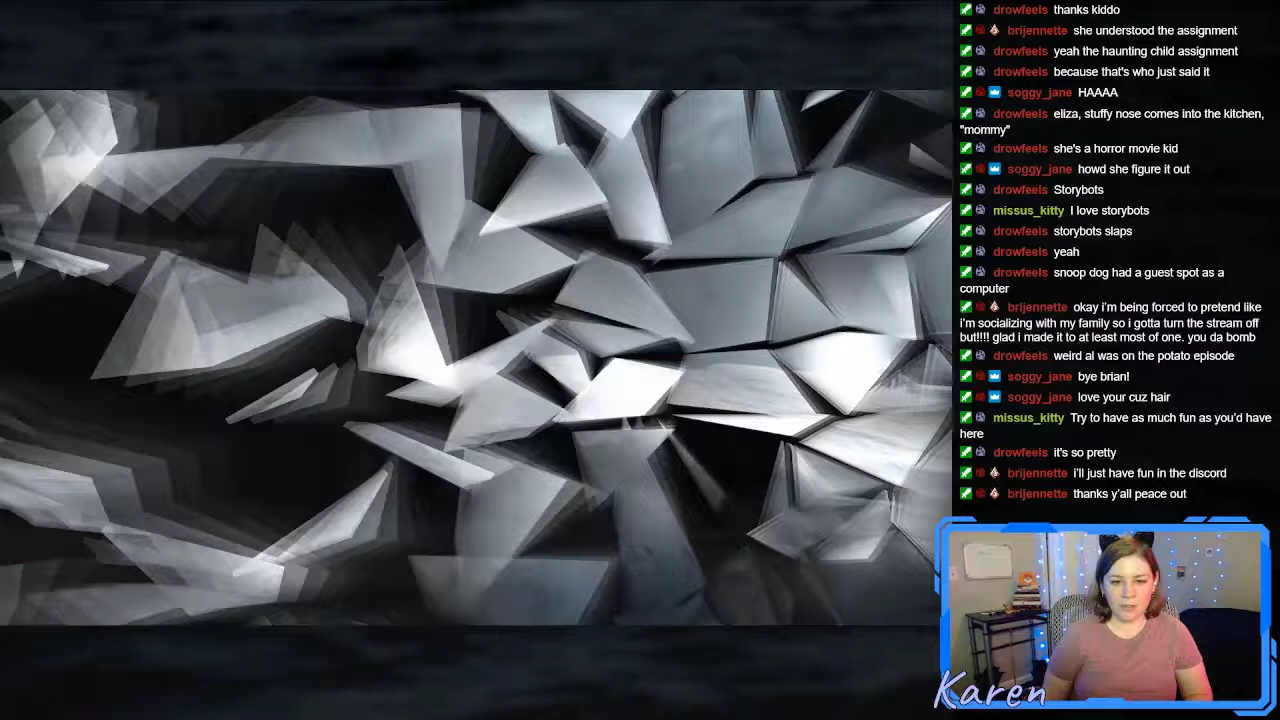 drowfeels thanks kiddo
brijennette she understood the assignment
drowfeels yeah the haunting child assignment
drowfeels because that's who just said it
soggy_jane HAAAA
drowfeels eliza, stuffy nose comes into the kitchen,
"mommy"
drowfeels she's a horror movie kid
soggy_jane howd she figure it out
drowfeels Storybots
missus_kitty I love storybots
drowfeels storybots slaps
drowfeels yeah
drowfeels snoop dog had a guest spot as a
computer
brijennette okay i'm being forced to pretend like
i'm socializing with my family so i gotta turn the stream off
but!!!! glad i made it to at least most of one. you da bomb
drowfeels weird al was on the potato episode
soggy_jane bye brian!
soggy_jane love your cuz hair
missus_kitty Try to have as much fun as you'd have
here
drowfeels it's so pretty
brijennette i'll just have fun in the discord
brijennette thanks y'all peace out
Karen